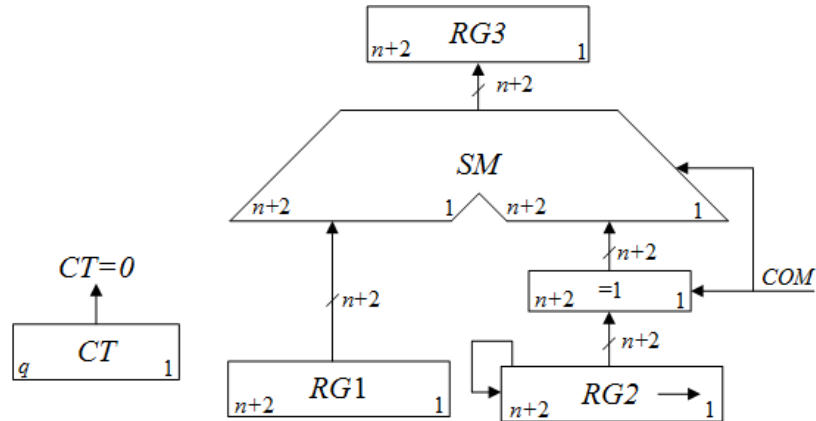 RG3
n+2 1
n+2
SM
n+2 1 n+2 1
CT=0
n+2
COM
=1
n+2 1
n+2
n+2
CT
q 1
RG1
n+2 1
RG2
n+2 1